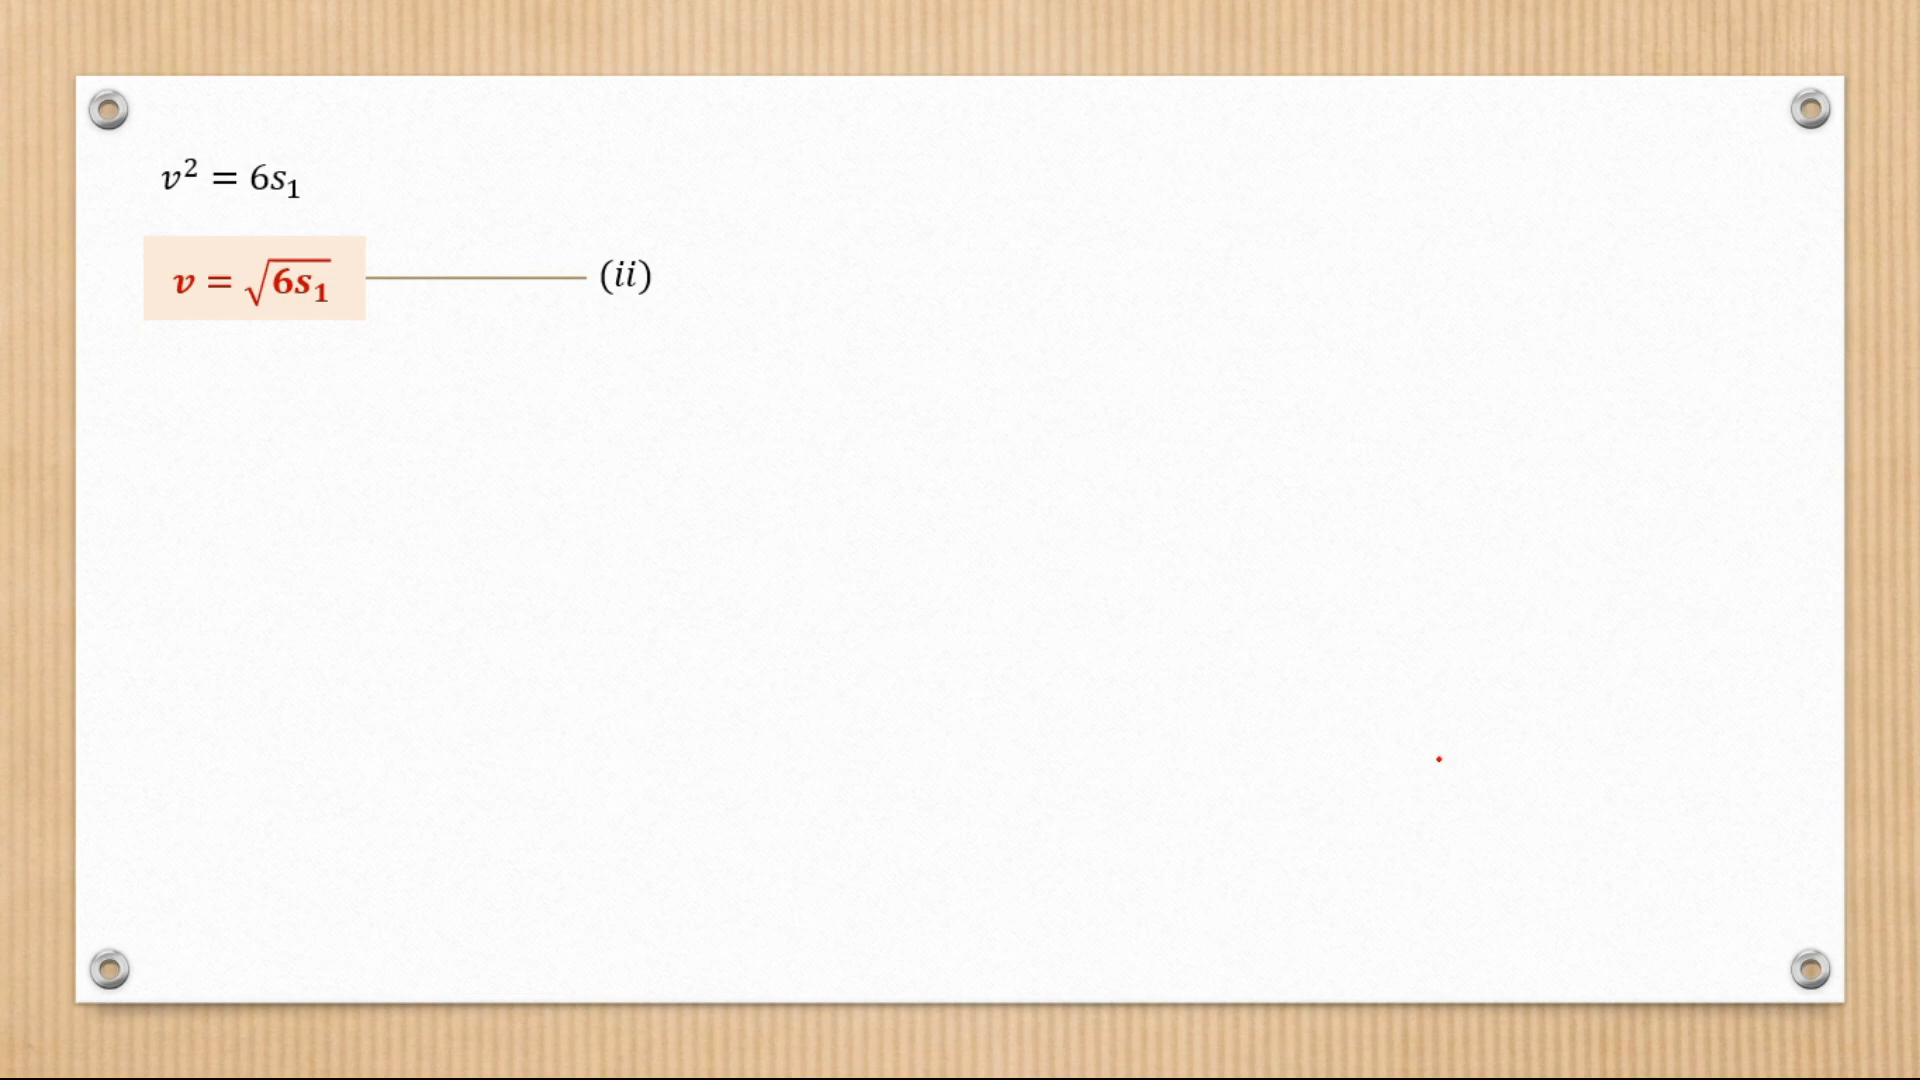 v² = 6s₁
v = √6s₁ (ii)